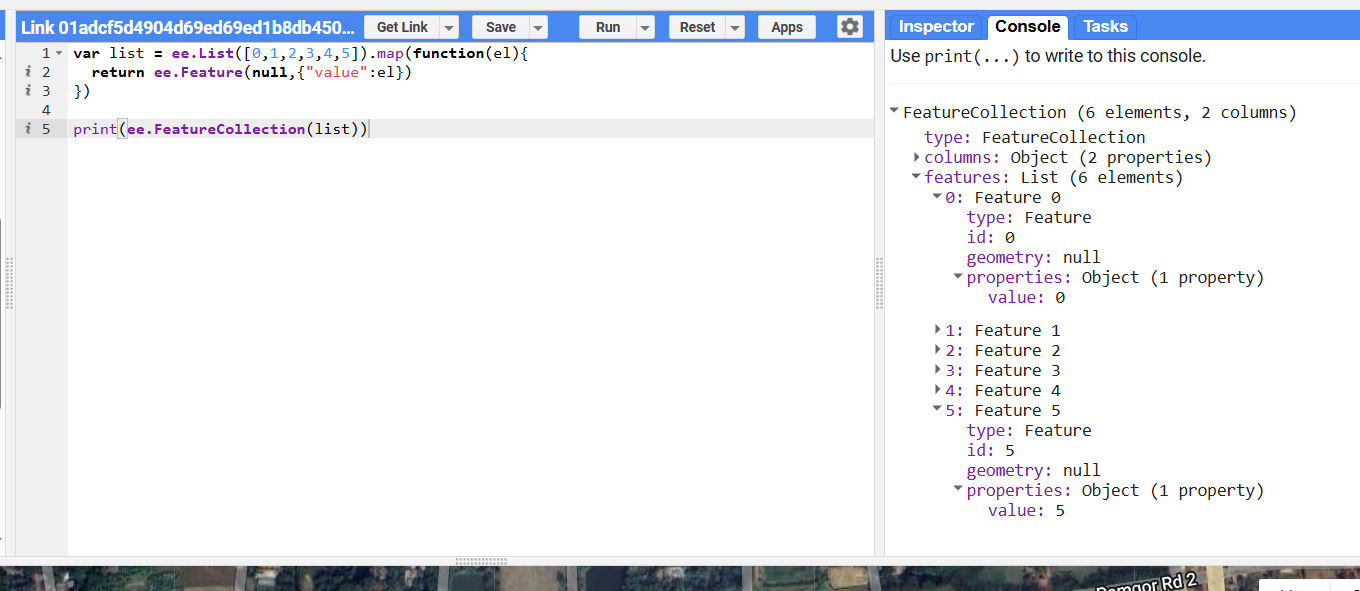 Link 01adcf5d4904d69ed69ed1b8db450... Get Link Save Run Reset Apps
Inspector Console Tasks
1 var list = ee.List([0,1,2,3,4,5]).map(function(el){
i 2 return ee.Feature(null,{"value":el})
i 3 })
4
i 5 print(ee.FeatureCollection(list))
Use print(...) to write to this console.
FeatureCollection (6 elements, 2 columns)
type: FeatureCollection
columns: Object (2 properties)
features: List (6 elements)
0: Feature 0
type: Feature
id: 0
geometry: null
properties: Object (1 property)
value: 0
1: Feature 1
2: Feature 2
3: Feature 3
4: Feature 4
5: Feature 5
type: Feature
id: 5
geometry: null
properties: Object (1 property)
value: 5
Rd 2